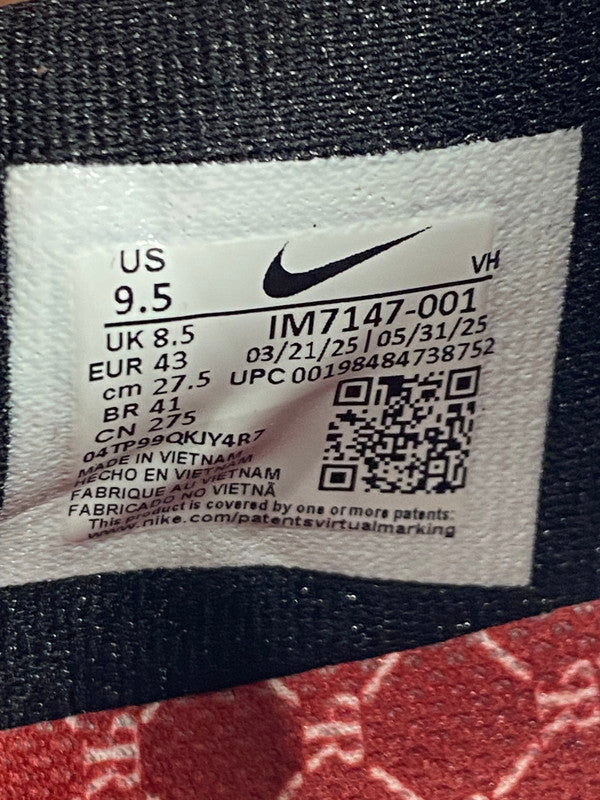 US
9.5
VH
UK 8.5
EUR 43
cm 27.5
BR 41
CN 275
04TP99QKJY4R7
IM7147-001
03/21/25|05/31/25
UPC 00198484738752
MADE IN VIETNAM
HECHO EN VIETNAM
FABRIQUE AU VIETNAM
FABRICADO NO VIETNÃ
This product is covered by one or more patents:
www.nike.com/patentsvirtualmarking